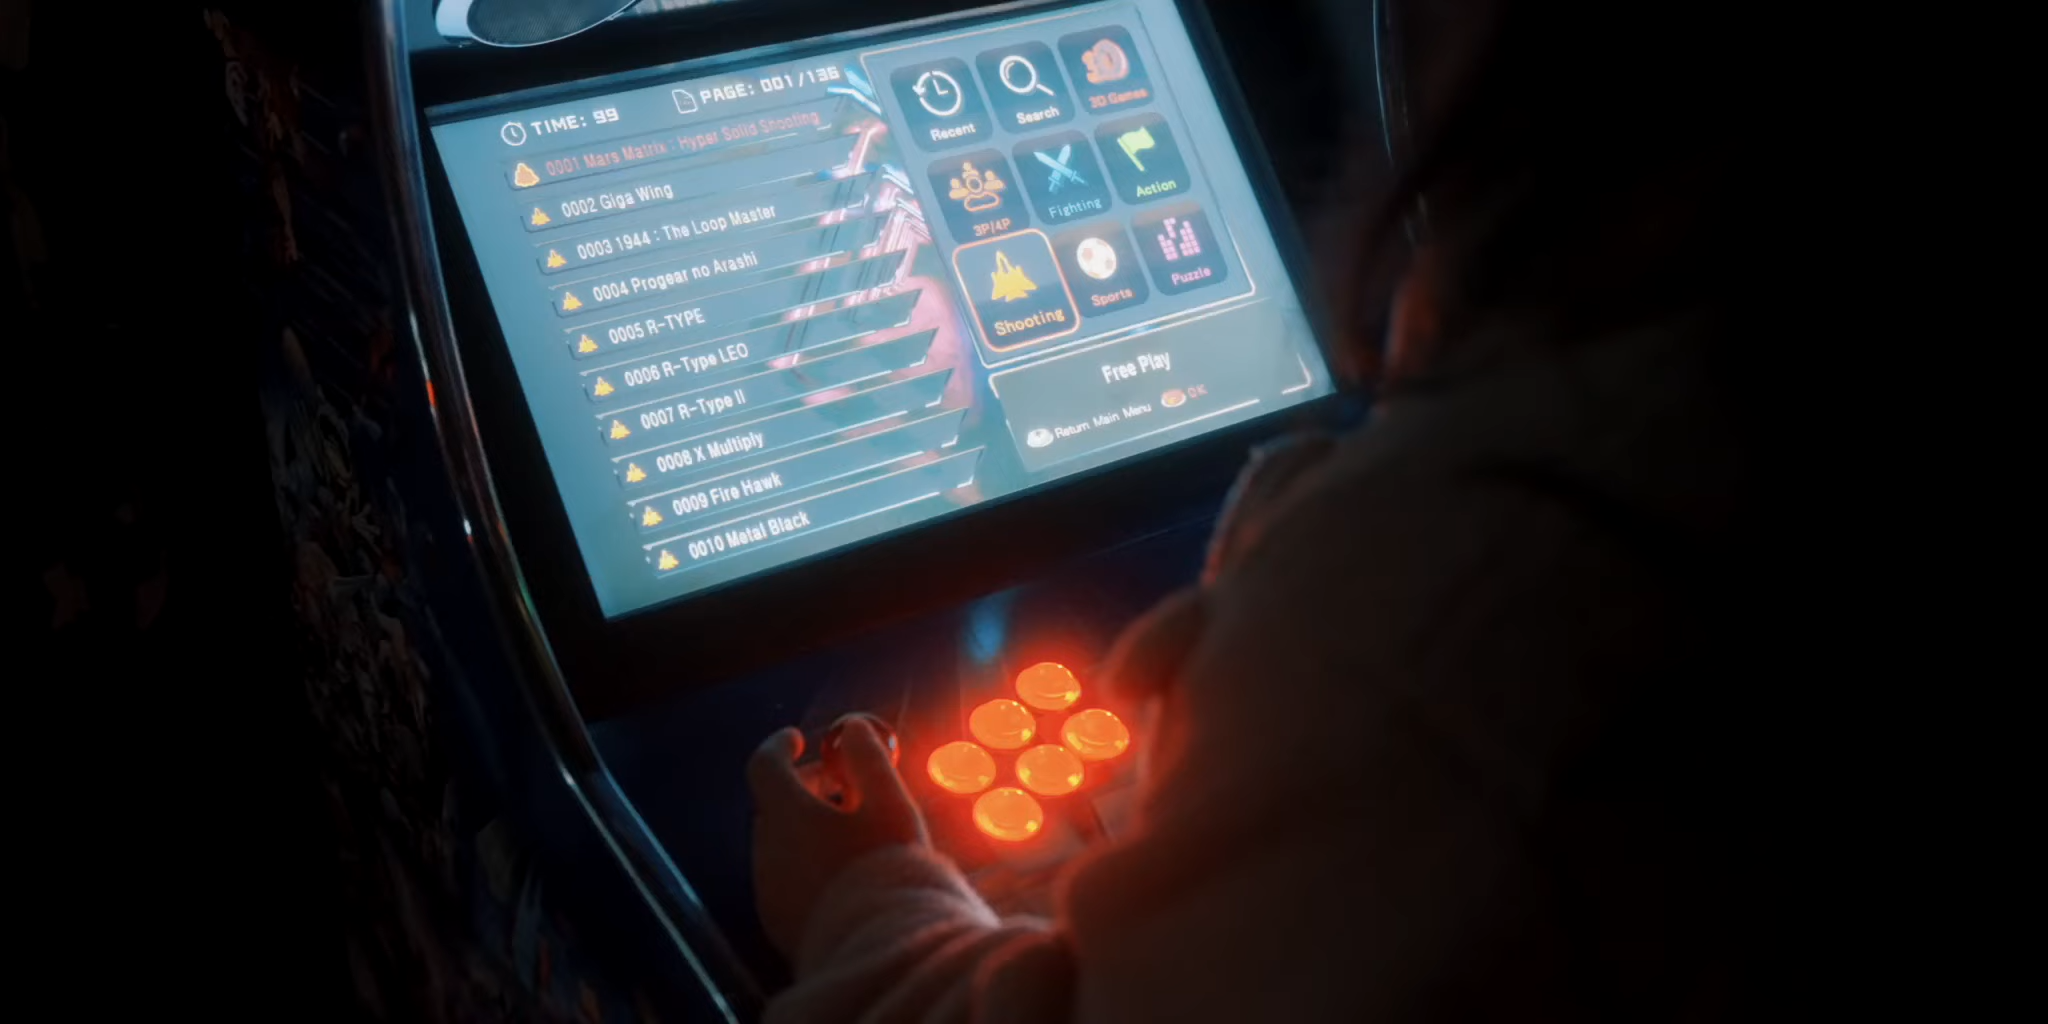 TIME: 99
PAGE: 001/136
0001 Mars Matrix : Hyper Solid Shooting
0002 Giga Wing
0003 1944 : The Loop Master
0004 Progear no Arashi
0005 R-TYPE
0006 R-Type LEO
0007 R-Type II
0008 X Multiply
0009 Fire Hawk
0010 Metal Black
Recent
Search
3D Games
3P/4P
Fighting
Action
Shooting
Sports
Puzzle
Free Play
Return Main Menu
OK